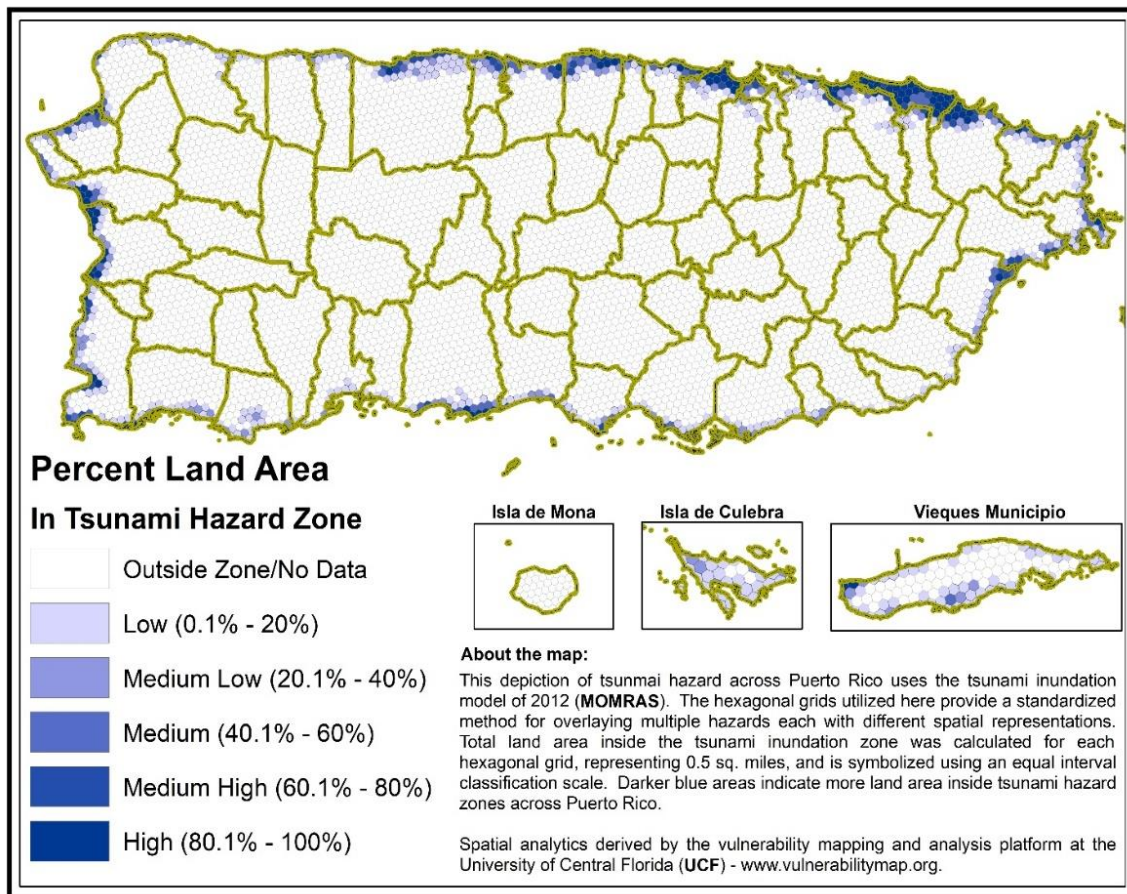 Percent Land Area
In Tsunami Hazard Zone
Outside Zone/No Data
Low (0.1% - 20%)
Medium Low (20.1% - 40%)
Medium (40.1% - 60%)
Medium High (60.1% - 80%)
High (80.1% - 100%)
Isla de Mona
Isla de Culebra
Vieques Municipio
About the map:
This depiction of tsunmai hazard across Puerto Rico uses the tsunami inundation
model of 2012 (MOMRAS). The hexagonal grids utilized here provide a standardized
method for overlaying multiple hazards each with different spatial representations.
Total land area inside the tsunami inundation zone was calculated for each
hexagonal grid, representing 0.5 sq. miles, and is symbolized using an equal interval
classification scale. Darker blue areas indicate more land area inside tsunami hazard
zones across Puerto Rico.
Spatial analytics derived by the vulnerability mapping and analysis platform at the
University of Central Florida (UCF) - www.vulnerabilitymap.org.